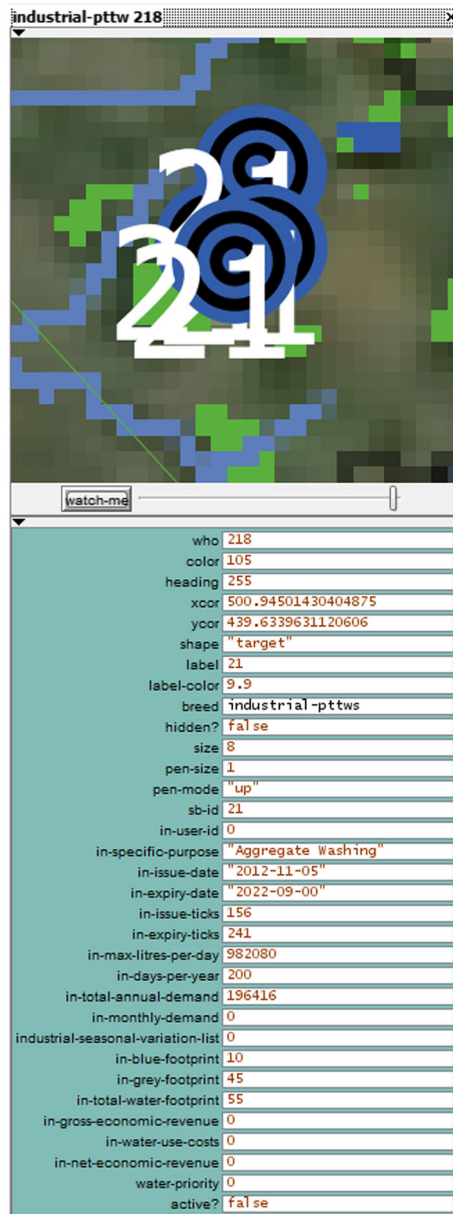 industrial-pttw 218
21
21
21
21
watch-me
who 218
color 105
heading 255
xcor 500.94501430404875
ycor 439.6339631120606
shape "target"
label 21
label-color 9.9
breed industrial-pttws
hidden? false
size 8
pen-size 1
pen-mode "up"
sb-id 21
in-user-id 0
in-specific-purpose "Aggregate Washing"
in-issue-date "2012-11-05"
in-expiry-date "2022-09-00"
in-issue-ticks 156
in-expiry-ticks 241
in-max-litres-per-day 982080
in-days-per-year 200
in-total-annual-demand 196416
in-monthly-demand 0
industrial-seasonal-variation-list 0
in-blue-footprint 10
in-grey-footprint 45
in-total-water-footprint 55
in-gross-economic-revenue 0
in-water-use-costs 0
in-net-economic-revenue 0
water-priority 0
active? false